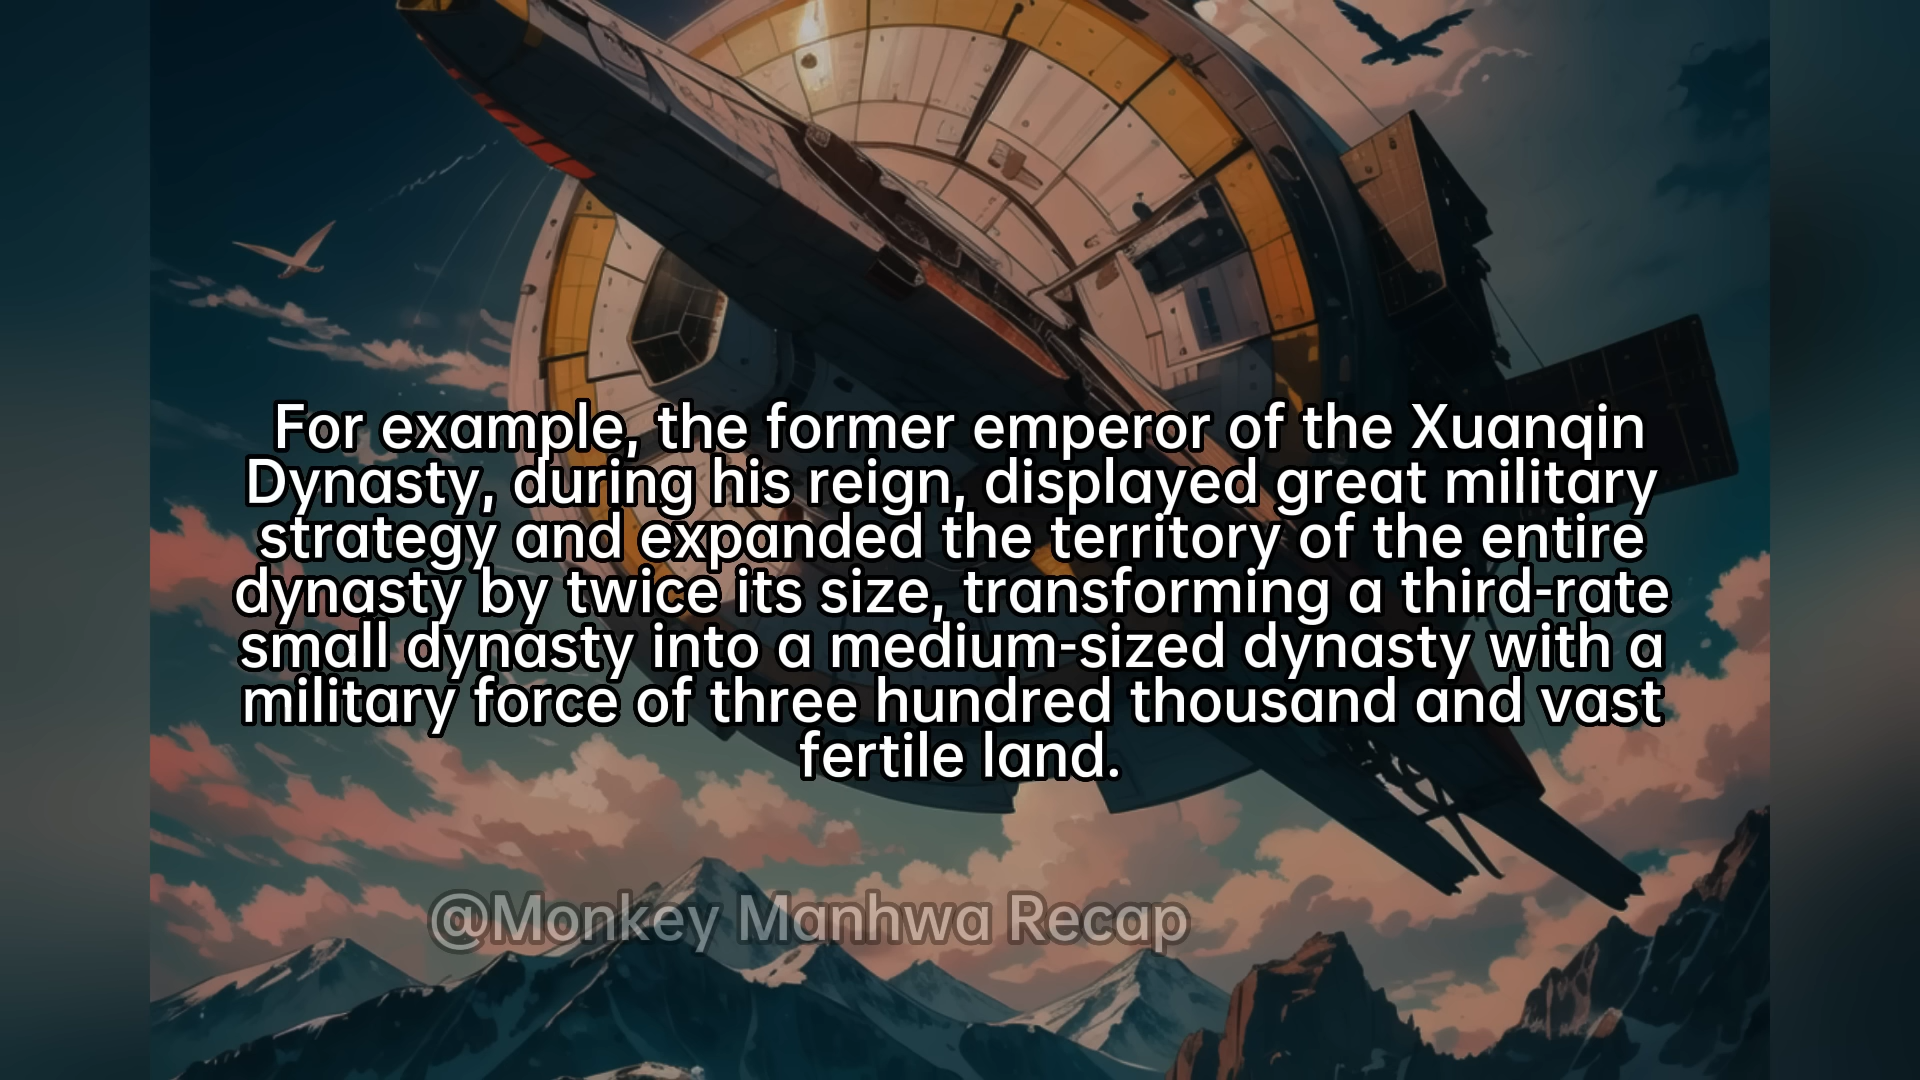 For example, the former emperor of the Xuanqin
Dynasty, during his reign, displayed great military
strategy and expanded the territory of the entire
dynasty by twice its size, transforming a third-rate
small dynasty into a medium-sized dynasty with a
military force of three hundred thousand and vast
fertile land.
@Monkey Manhwa Recap